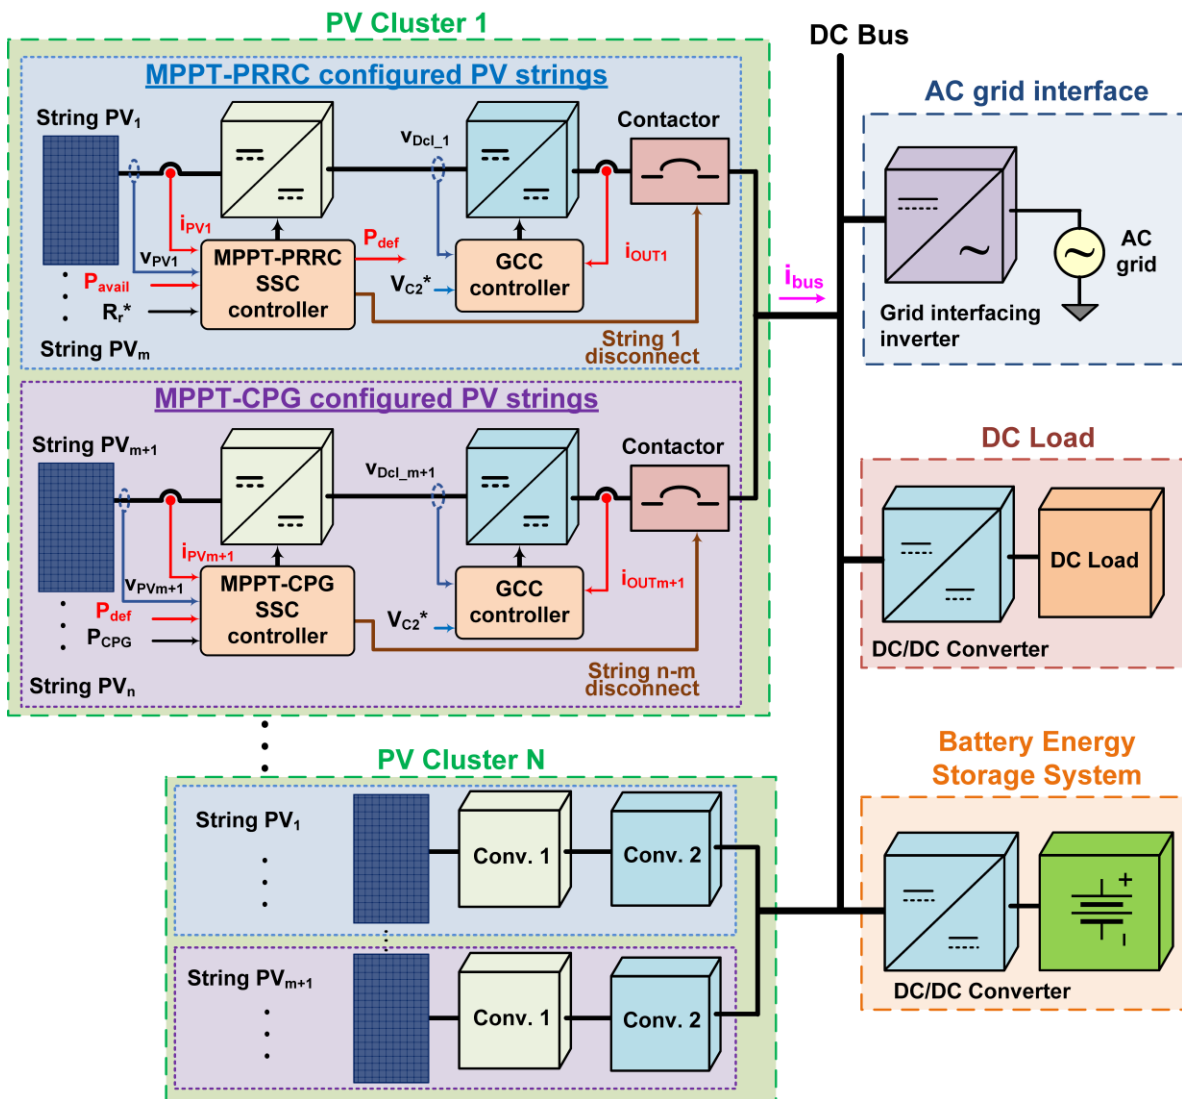 PV Cluster 1
MPPT-PRRC configured PV strings
String PV1
vDcl_1
Contactor
iPV1
vPV1
Pavail
Rr*
MPPT-PRRC
SSC
controller
Pdef
VC2*
GCC
controller
iOUT1
String 1
disconnect
String PVm
MPPT-CPG configured PV strings
String PVm+1
vDcl_m+1
Contactor
iPVm+1
vPVm+1
Pdef
PCPG
MPPT-CPG
SSC
controller
VC2*
GCC
controller
iOUTm+1
String n-m
disconnect
String PVn
PV Cluster N
String PV1
Conv. 1
Conv. 2
String PVm+1
Conv. 1
Conv. 2
DC Bus
ibus
AC grid interface
AC
grid
Grid interfacing
inverter
DC Load
DC Load
DC/DC Converter
Battery Energy
Storage System
DC/DC Converter